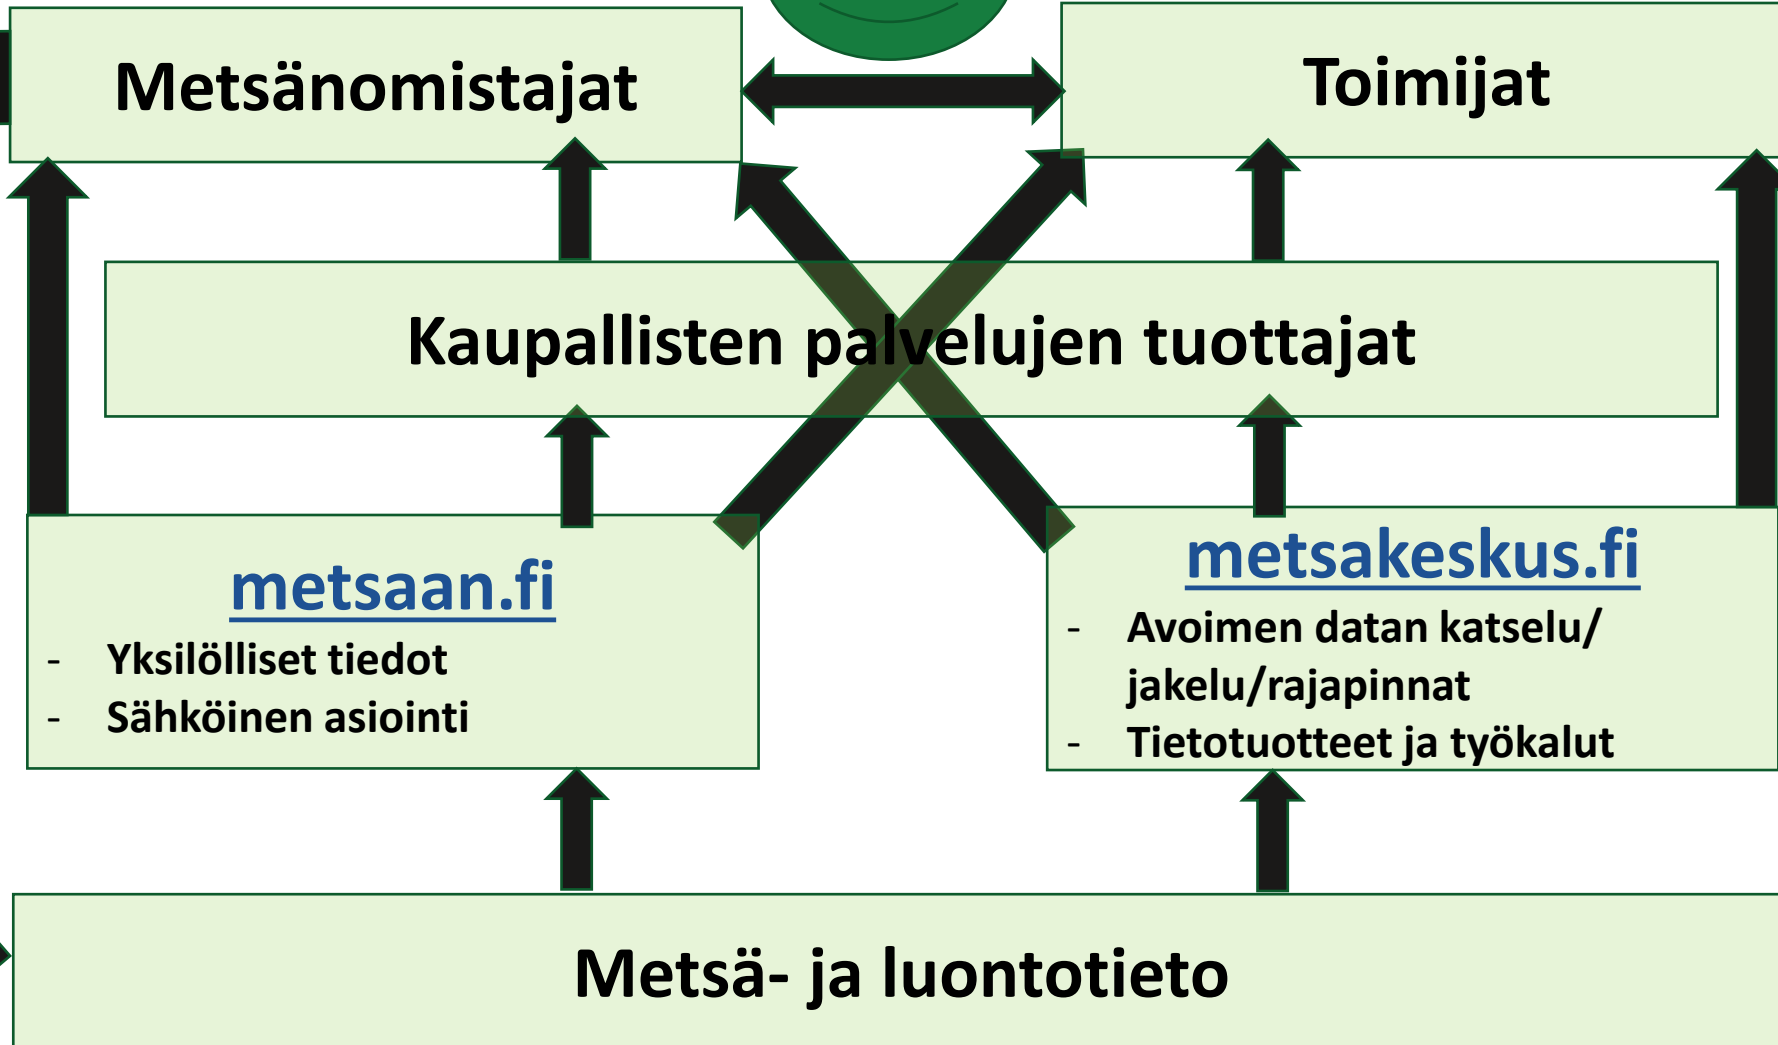 Metsänomistajat
Toimijat
Kaupallisten palvelujen tuottajat
metsaan.fi
- Yksilölliset tiedot
- Sähköinen asiointi
metsakeskus.fi
- Avoimen datan katselu/
jakelu/rajapinnat
- Tietotuotteet ja työkalut
Metsä- ja luontotieto